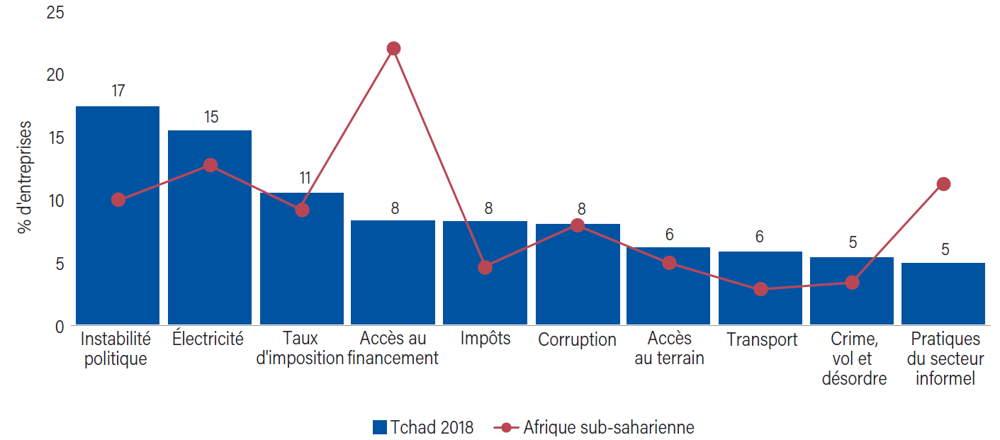 % d'entreprises
25
20
15
10
5
0
17
15
11
8
8
8
6
6
5
5
Instabilité
politique
Électricité
Taux
d'imposition
Accès au
financement
Impôts
Corruption
Accès
au terrain
Transport
Crime,
vol et
désordre
Pratiques
du secteur
informel
Tchad 2018
Afrique sub-saharienne